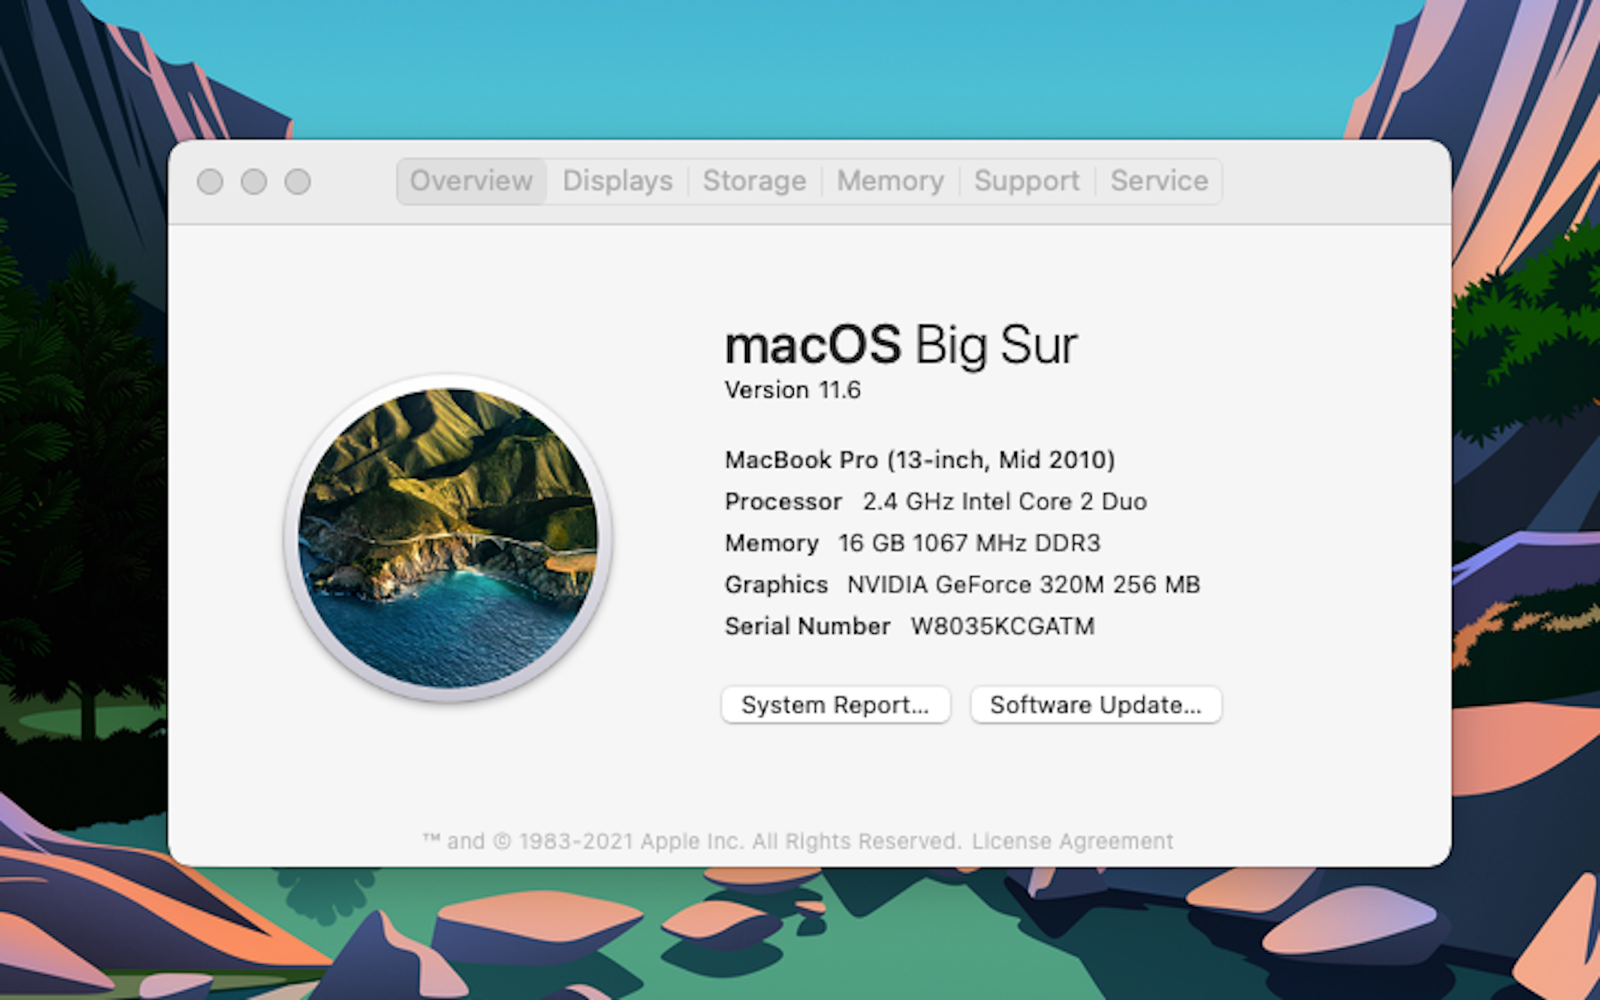 Overview Displays Storage Memory Support Service
macOS Big Sur
Version 11.6
MacBook Pro (13-inch, Mid 2010)
Processor 2.4 GHz Intel Core 2 Duo
Memory 16 GB 1067 MHz DDR3
Graphics NVIDIA GeForce 320M 256 MB
Serial Number W8035KCGATM
System Report... Software Update...
™ and © 1983-2021 Apple Inc. All Rights Reserved. License Agreement